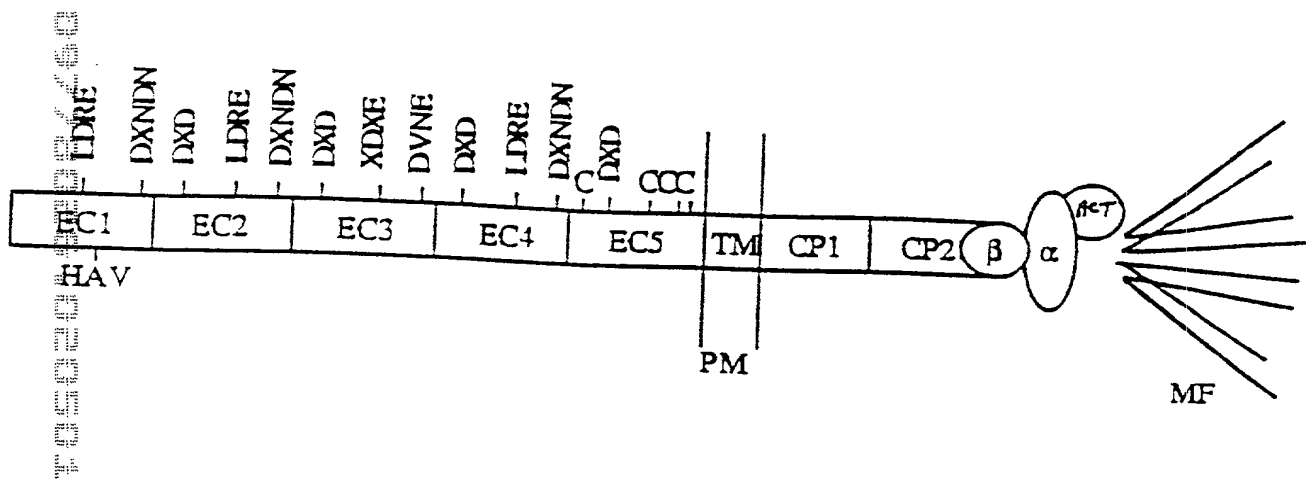 LDRE DXNDN DXD LDRE DXNDN DXD XDXE DVNE DXD LDRE DXNDN C DXD CCC
EC1 EC2 EC3 EC4 EC5 TM CP1 CP2 β α ACT
HAV
PM
MF